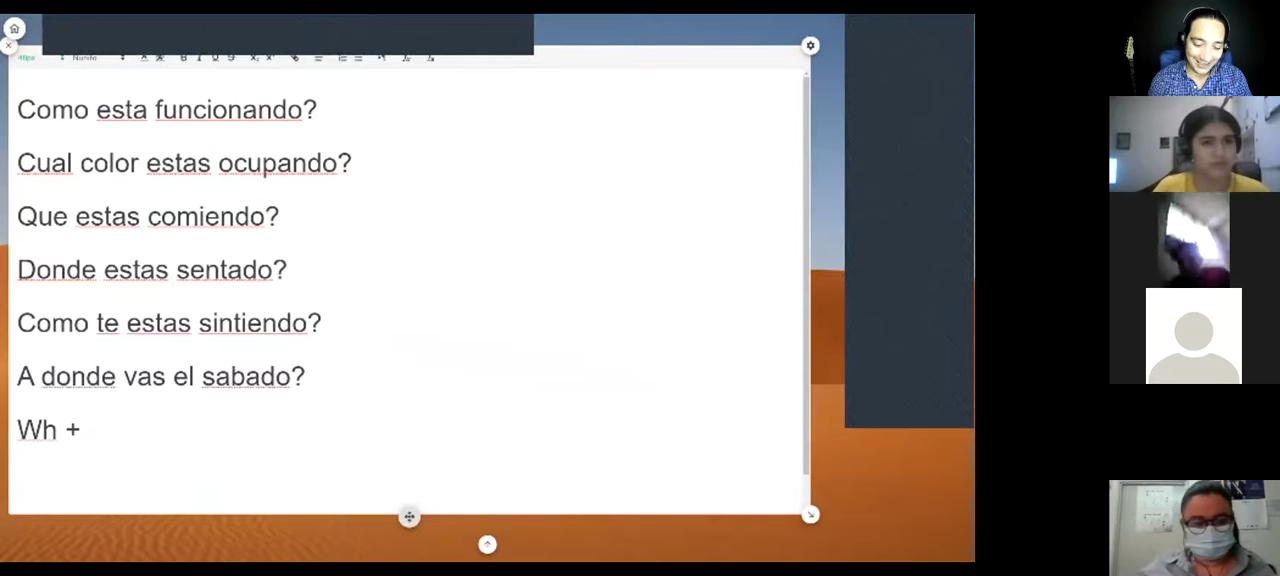 Como esta funcionando?
Cual color estas ocupando?
Que estas comiendo?
Donde estas sentado?
Como te estas sintiendo?
A donde vas el sabado?
Wh +